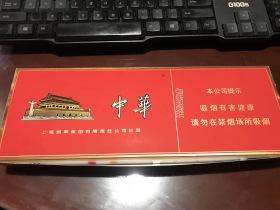 中華
上海烟草集团有限责任公司出品
本公司提示
吸烟有害健康
请勿在禁烟场所吸烟